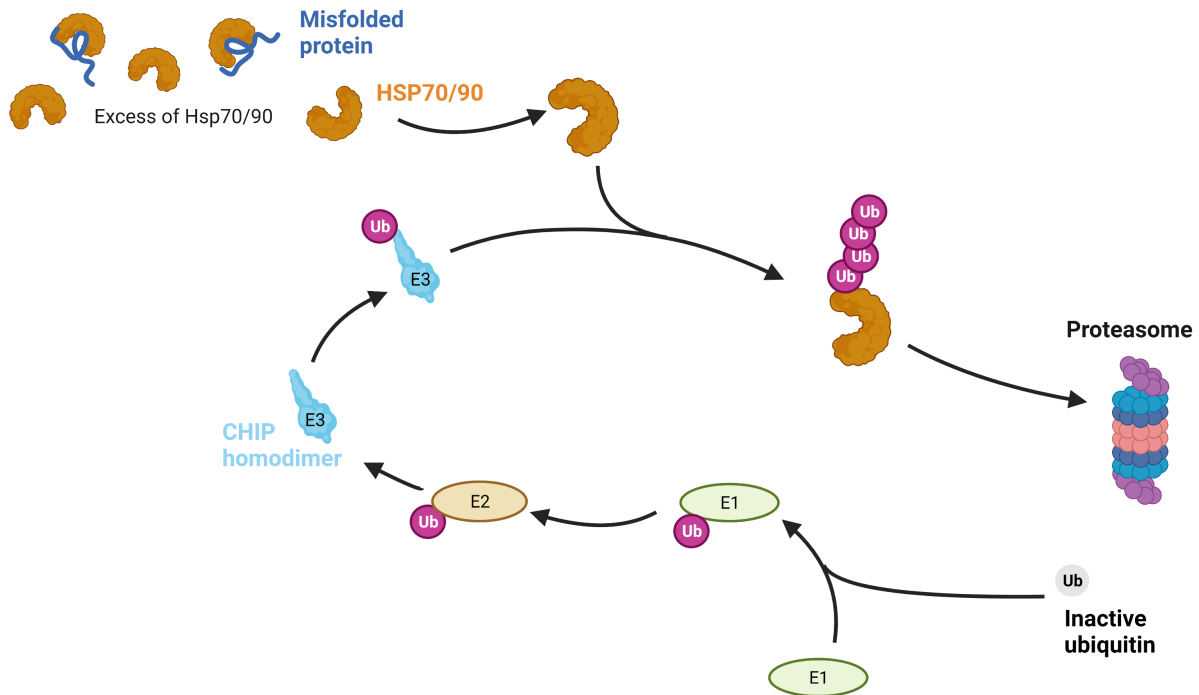 Misfolded
protein
HSP70/90
Excess of Hsp70/90
Ub
Ub
Ub
Ub
Ub
E3
Proteasome
E3
CHIP
homodimer
E2
Ub
E1
Ub
Ub
Inactive
ubiquitin
E1